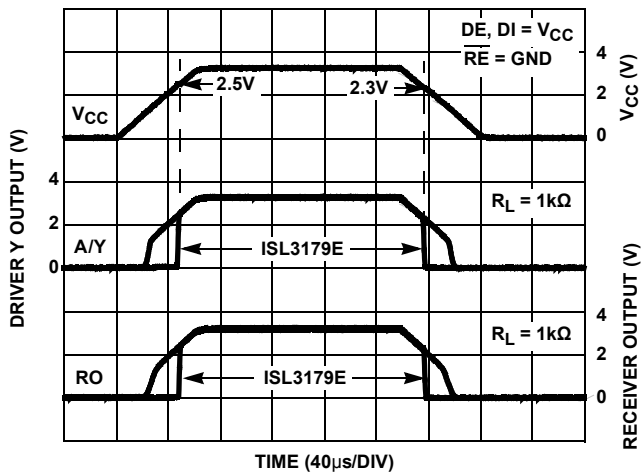 DE, DI = VCC
RE = GND
2.5V
2.3V
VCC
4
2
0
VCC (V)
DRIVER Y OUTPUT (V)
4
2
0
A/Y
RL = 1kΩ
ISL3179E
RO
RL = 1kΩ
ISL3179E
4
2
0
RECEIVER OUTPUT (V)
TIME (40µs/DIV)